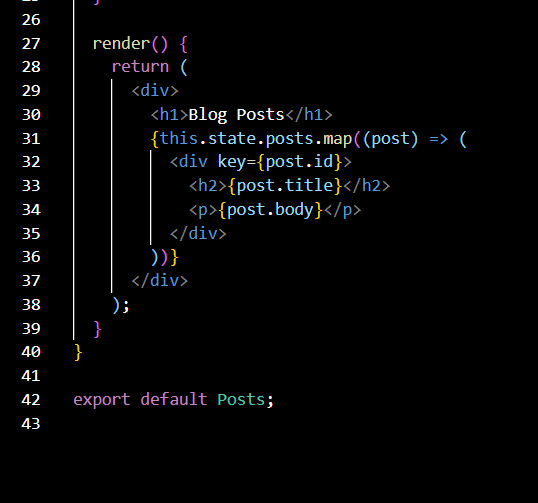 26
27 render() {
28 return (
29 <div>
30 <h1>Blog Posts</h1>
31 {this.state.posts.map((post) => (
32 <div key={post.id}>
33 <h2>{post.title}</h2>
34 <p>{post.body}</p>
35 </div>
36 ))}
37 </div>
38 );
39 }
40 }
41
42 export default Posts;
43